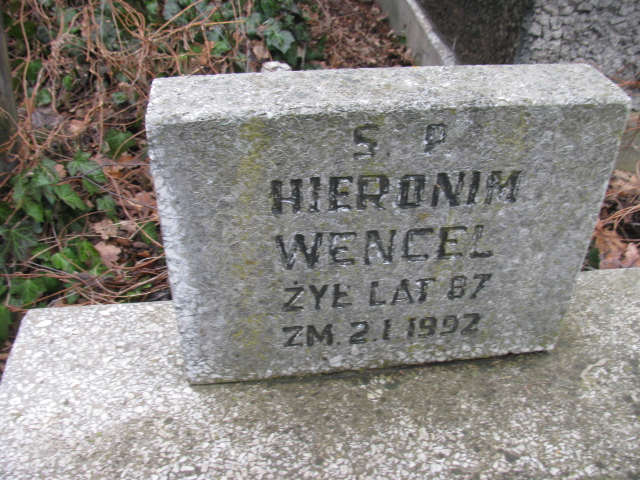 Ś. P
HIERONIM
WENCEL
ŻYŁ LAT 87
ZM. 2.I 1992